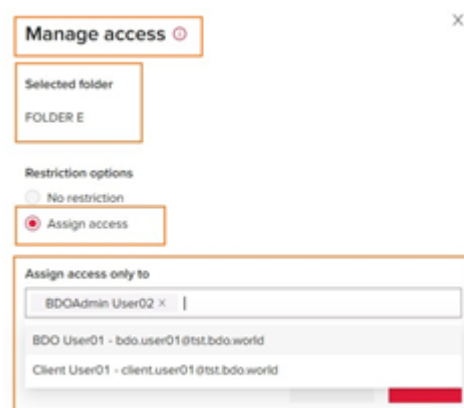 Manage access
Selected folder
FOLDER E
Restriction options
No restriction
Assign access
Assign access only to
BDOAdmin User02 ×
BDO User01 - bdo.user01@tst.bdo.world
Client User01 - client.user01@tst.bdo.world